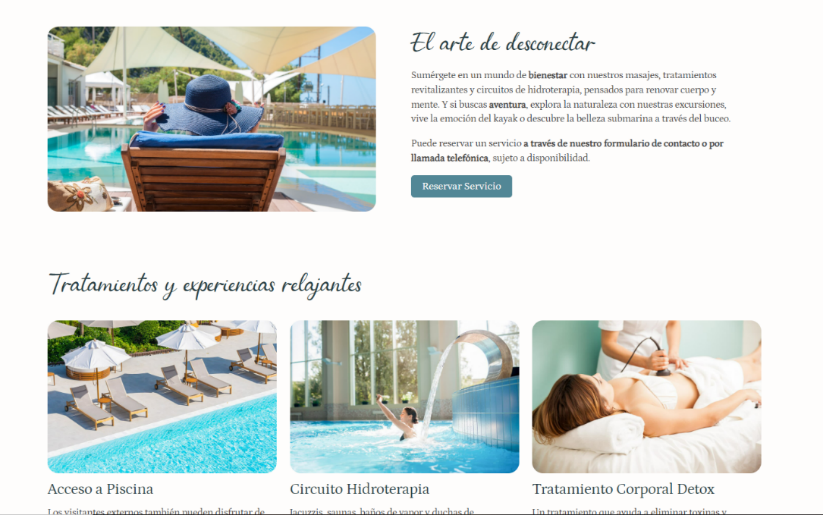 El arte de desconectar
Sumérgete en un mundo de bienestar con nuestros masajes, tratamientos
revitalizantes y circuitos de hidroterapia, pensados para renovar cuerpo y
mente. Y si buscas aventura, explora la naturaleza con nuestras excursiones,
vive la emoción del kayak o descubre la belleza submarina a través del buceo.
Puede reservar un servicio a través de nuestro formulario de contacto o por
llamada telefónica, sujeto a disponibilidad.
Reservar Servicio
Tratamientos y experiencias relajantes
Acceso a Piscina
Circuito Hidroterapia
Tratamiento Corporal Detox
Los visitantes externos también pueden disfrutar de
Jacuzzis, saunas, baños de vapor y duchas de
Un tratamiento que ayuda a eliminar toxinas y